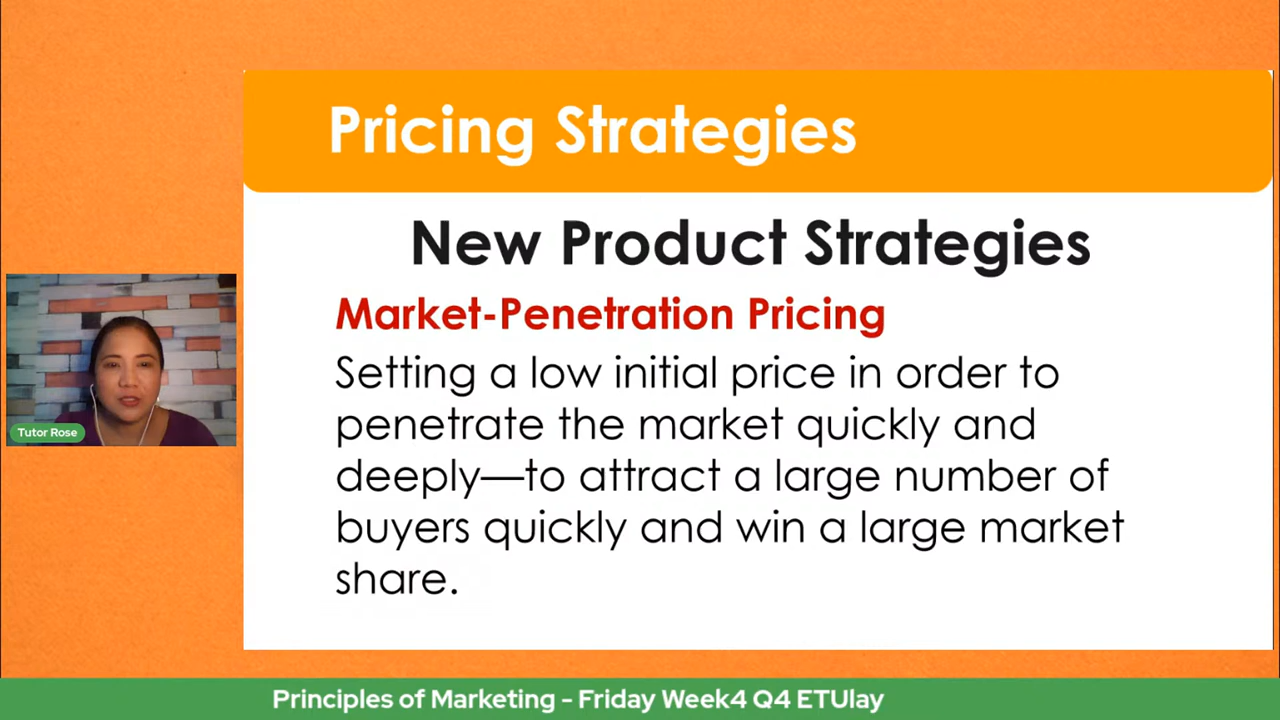 Pricing Strategies
New Product Strategies
Market-Penetration Pricing
Setting a low initial price in order to
penetrate the market quickly and
deeply—to attract a large number of
buyers quickly and win a large market
share.
Tutor Rose
Principles of Marketing - Friday Week4 Q4 ETUlay